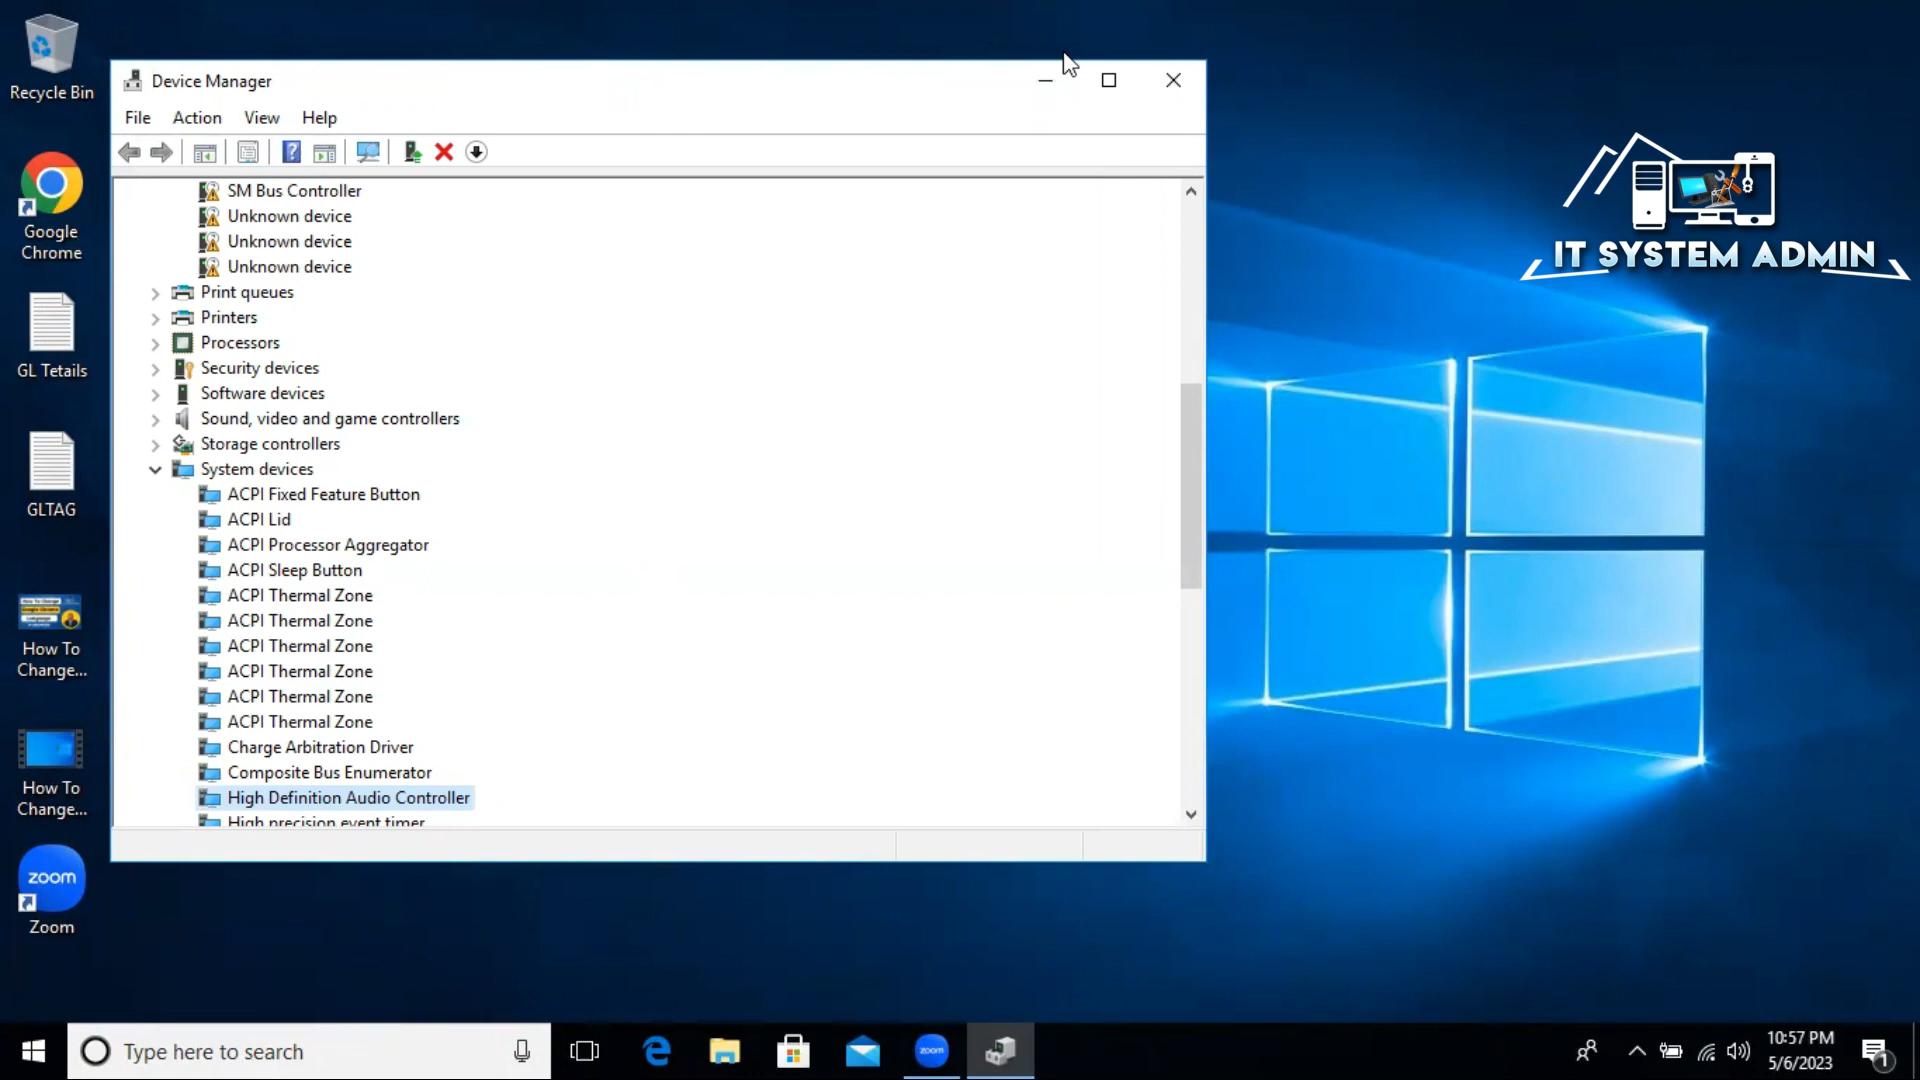 Recycle Bin
Google
Chrome
GL Tetails
GLTAG
How To
Change...
How To
Change...
zoom
Zoom
Device Manager
File Action View Help
SM Bus Controller
Unknown device
Unknown device
Unknown device
Print queues
Printers
Processors
Security devices
Software devices
Sound, video and game controllers
Storage controllers
System devices
ACPI Fixed Feature Button
ACPI Lid
ACPI Processor Aggregator
ACPI Sleep Button
ACPI Thermal Zone
ACPI Thermal Zone
ACPI Thermal Zone
ACPI Thermal Zone
ACPI Thermal Zone
ACPI Thermal Zone
Charge Arbitration Driver
Composite Bus Enumerator
High Definition Audio Controller
High precision event timer
IT SYSTEM ADMIN
Type here to search
zoom
10:57 PM
5/6/2023
1